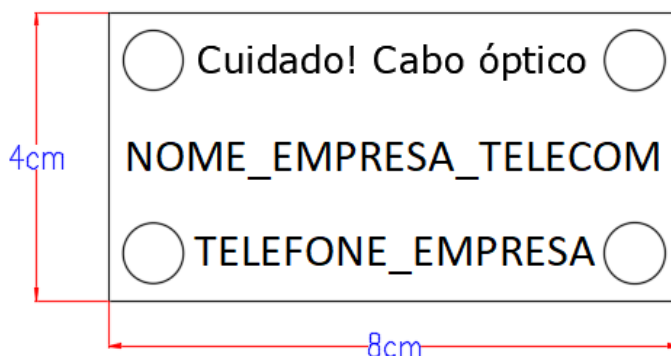 Cuidado! Cabo óptico
4cm
NOME_EMPRESA_TELECOM
TELEFONE_EMPRESA
8cm